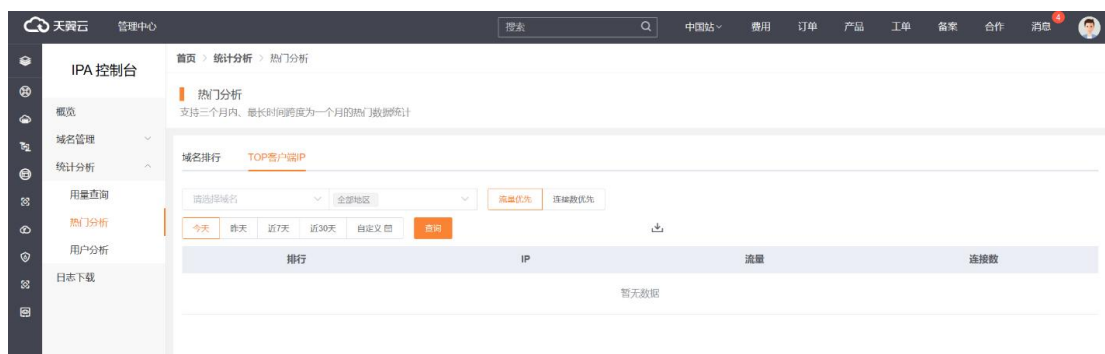 天翼云 管理中心 搜索 中国站 费用 订单 产品 工单 备案 合作 消息 4
IPA 控制台
首页 > 统计分析 > 热门分析
热门分析
支持三个月内、最长时间跨度为一个月的热门数据统计
概览
域名管理
统计分析
用量查询
热门分析
用户分析
日志下载
域名排行 TOP客户端IP
请选择域名 全部地区 流量优先 连接数优先
今天 昨天 近7天 近30天 自定义 查询
排行 IP 流量 连接数
暂无数据